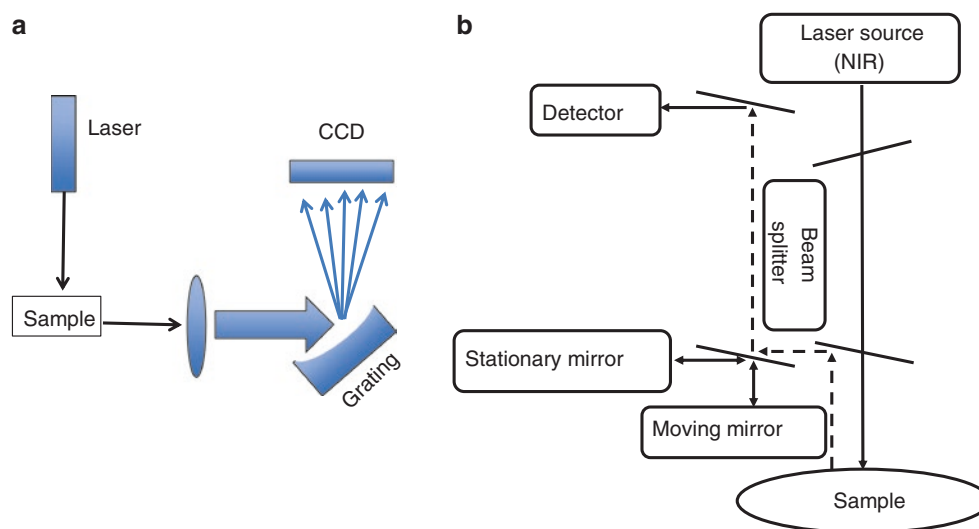 a
Laser
CCD
Sample
Grating
b
Laser source
(NIR)
Detector
Beam
splitter
Stationary mirror
Moving mirror
Sample